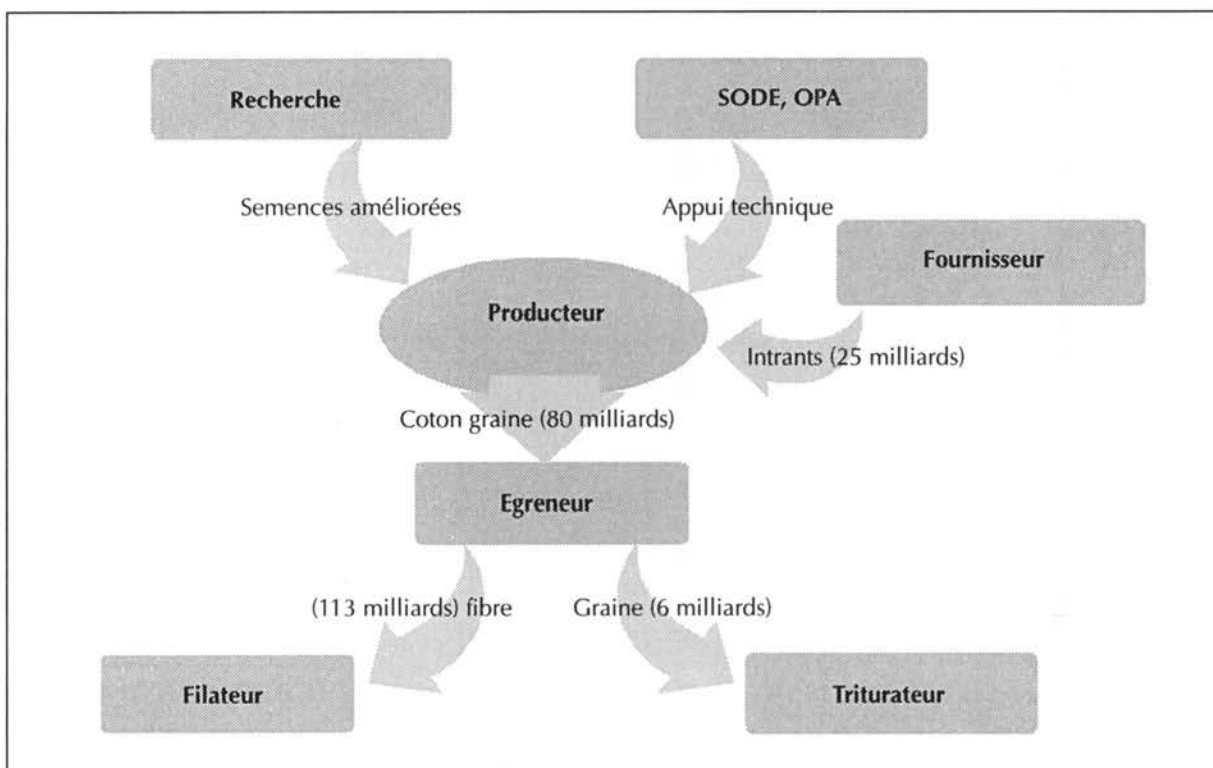 Recherche
SODE, OPA
Semences améliorées
Appui technique
Fournisseur
Producteur
Intrants (25 milliards)
Coton graine (80 milliards)
Egreneur
(113 milliards) fibre
Graine (6 milliards)
Filateur
Triturateur